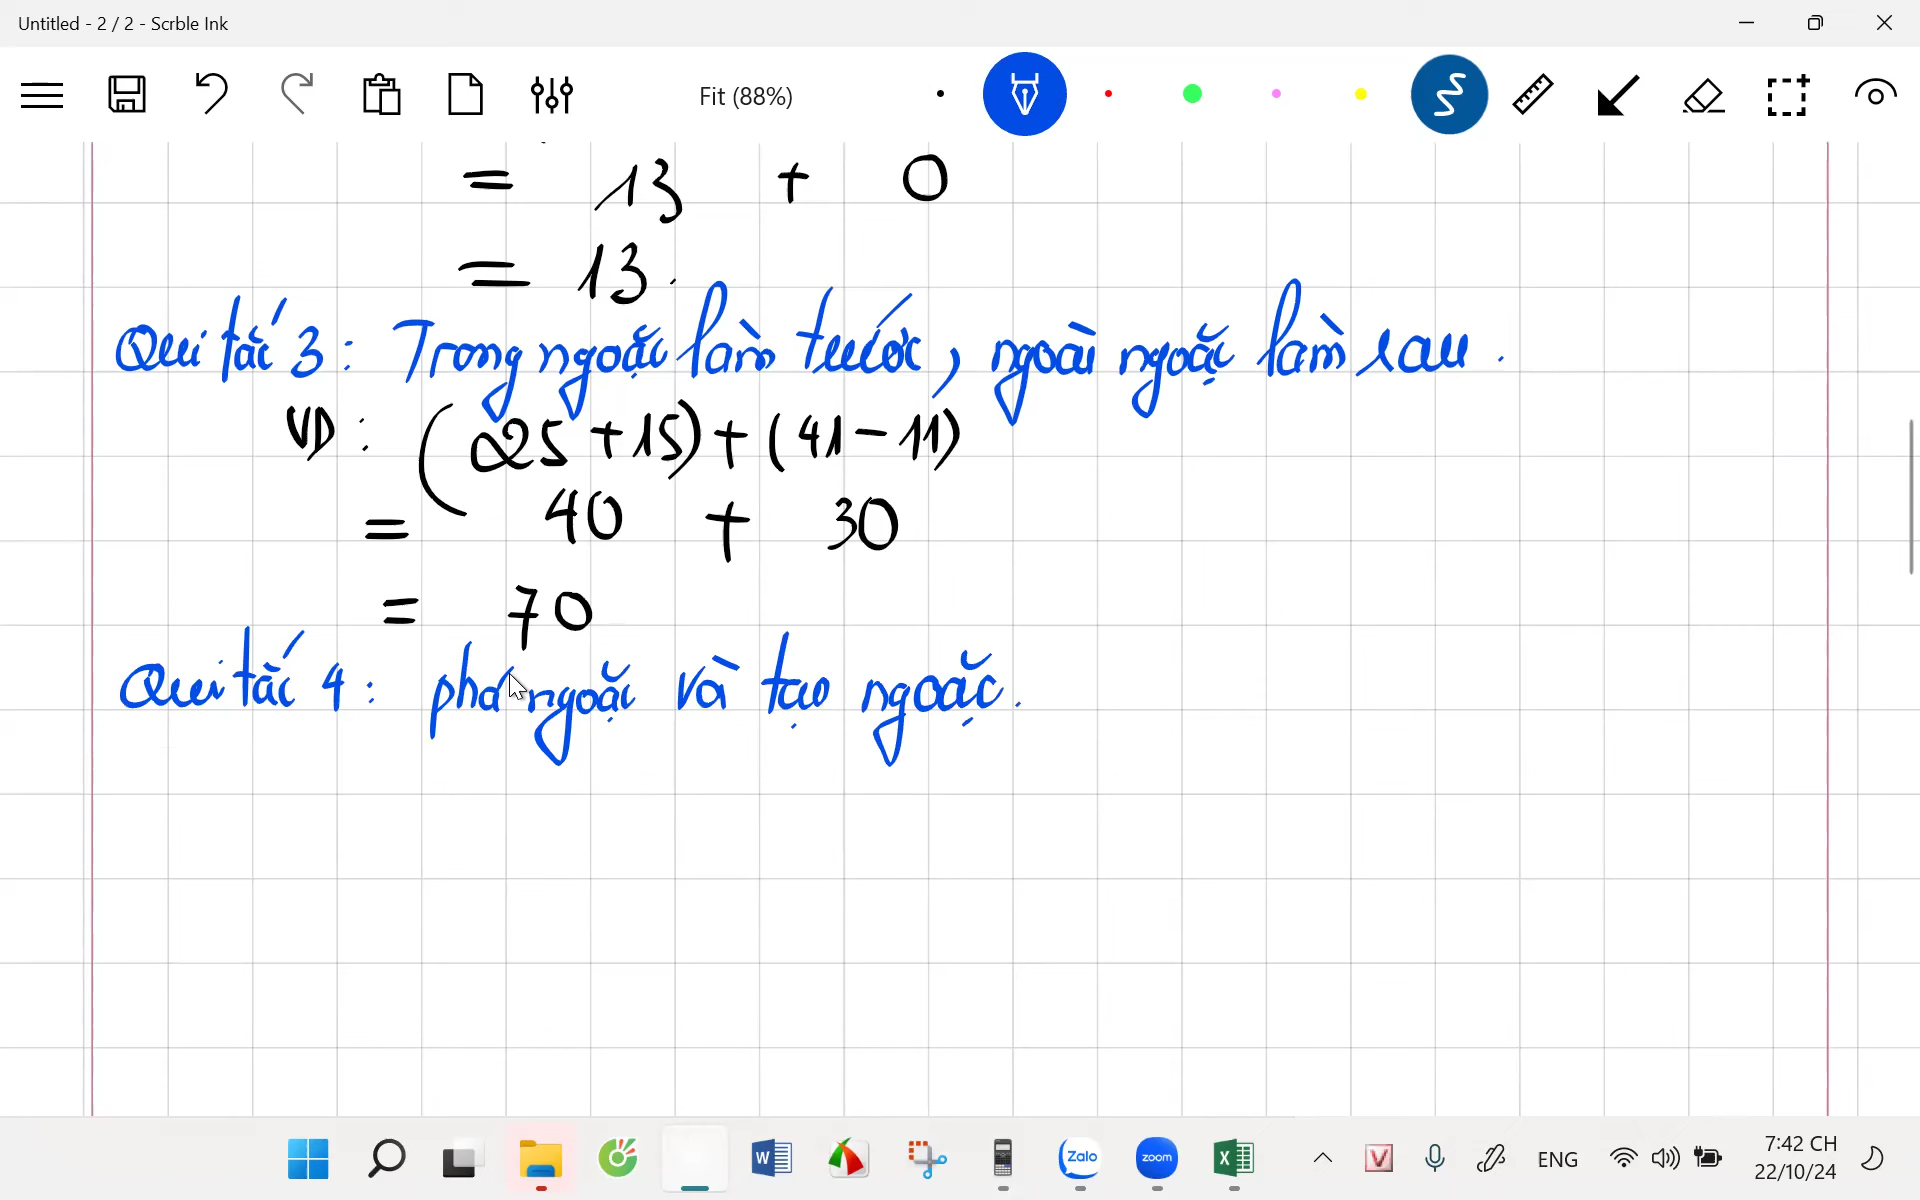 Untitled - 2 / 2 - Scrble Ink
Fit (88%)
= 13 + 0
= 13.
Qui tắc 3: Trong ngoặc làm trước, ngoài ngoặc làm sau.
VD: (25 + 15) + (41 - 11)
= 40 + 30
= 70
Qui tắc 4: phá ngoặc và tạo ngoặc.
Zalo
zoom
ENG
7:42 CH
22/10/24